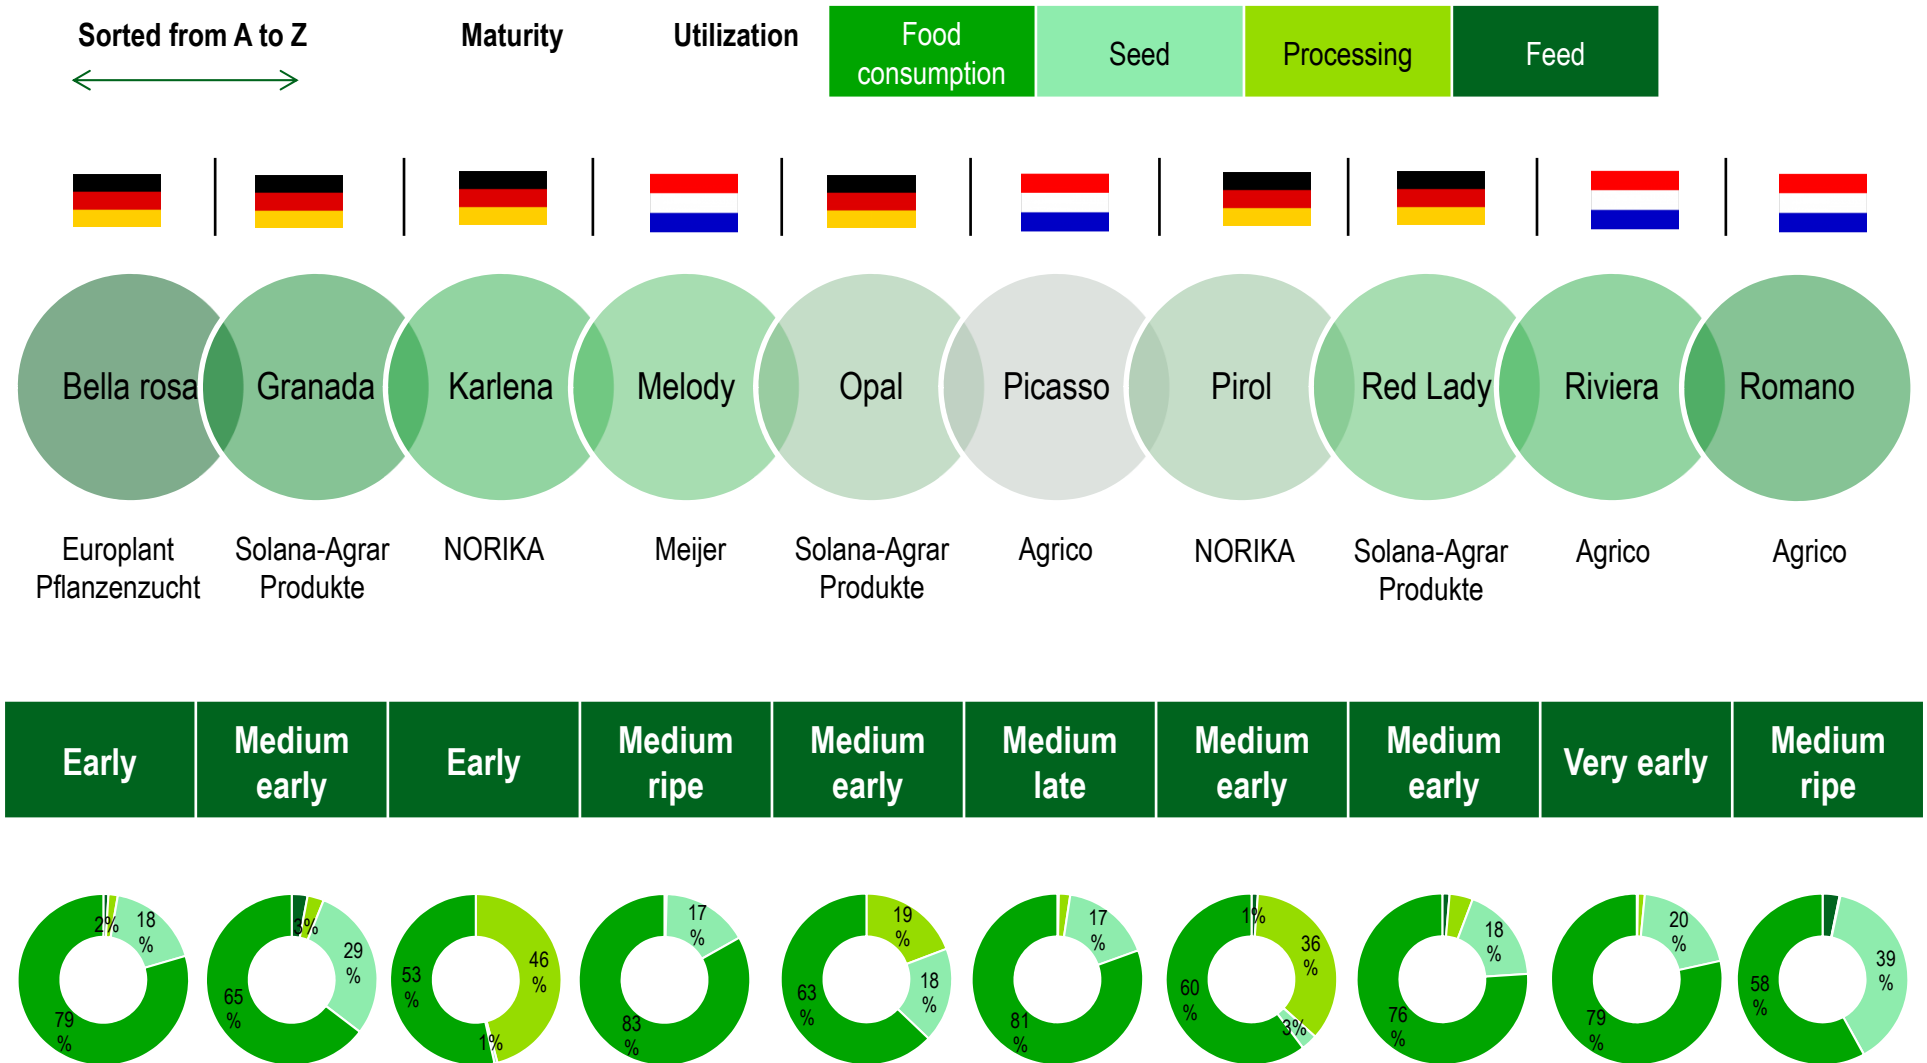 Sorted from A to Z
Maturity
Utilization
Food
consumption
Seed
Processing
Feed
Bella rosa
Granada
Karlena
Melody
Opal
Picasso
Pirol
Red Lady
Riviera
Romano
Europlant
Pflanzenzucht
Solana-Agrar
Produkte
NORIKA
Meijer
Solana-Agrar
Produkte
Agrico
NORIKA
Solana-Agrar
Produkte
Agrico
Agrico
Early
Medium
early
Early
Medium
ripe
Medium
early
Medium
late
Medium
early
Medium
early
Very early
Medium
ripe
2%
18
%
79
%
3%
29
%
65
%
46
%
53
%
1%
17
%
83
%
19
%
18
%
63
%
17
%
81
%
1%
36
%
60
%
3%
18
%
76
%
20
%
79
%
39
%
58
%